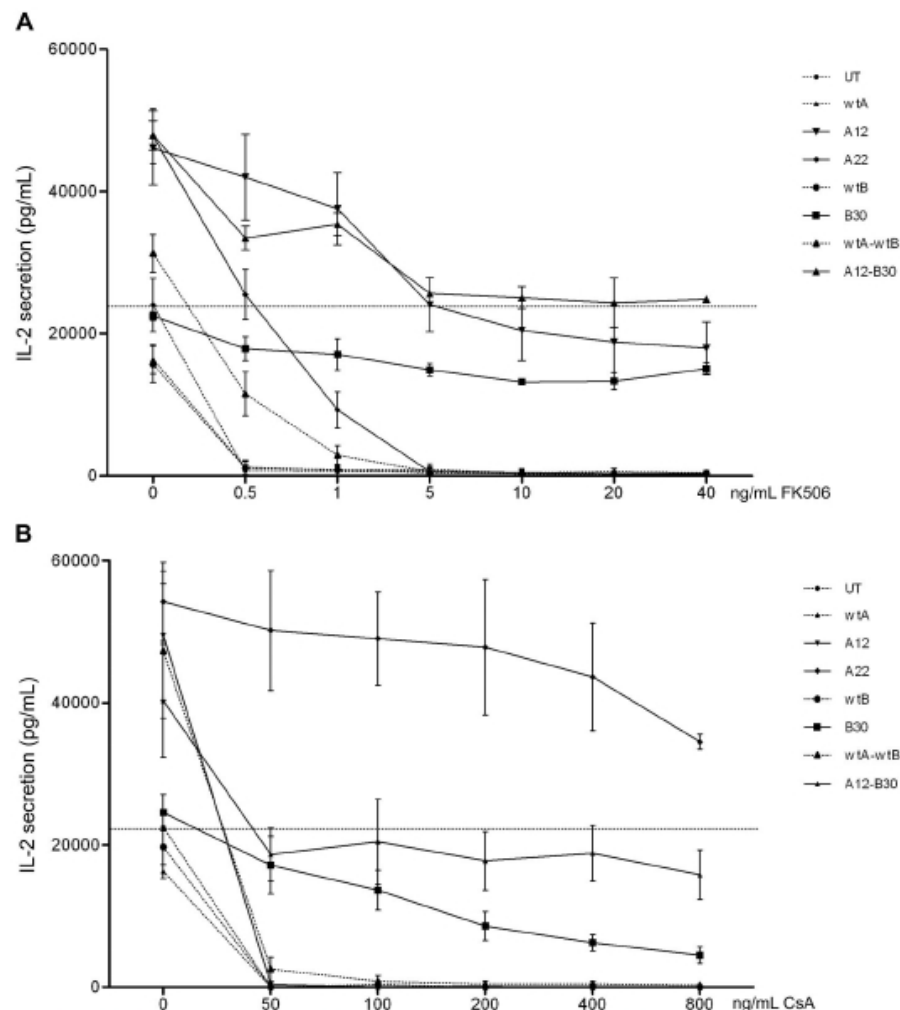 A
60000
40000
20000
0
IL-2 secretion (pg/mL)
0 0.5 1 5 10 20 40 ng/mL FK506
UT
wtA
A12
A22
wtB
B30
wtA-wtB
A12-B30
B
60000
40000
20000
0
IL-2 secretion (pg/mL)
0 50 100 200 400 800 ng/mL CsA
UT
wtA
A12
A22
wtB
B30
wtA-wtB
A12-B30